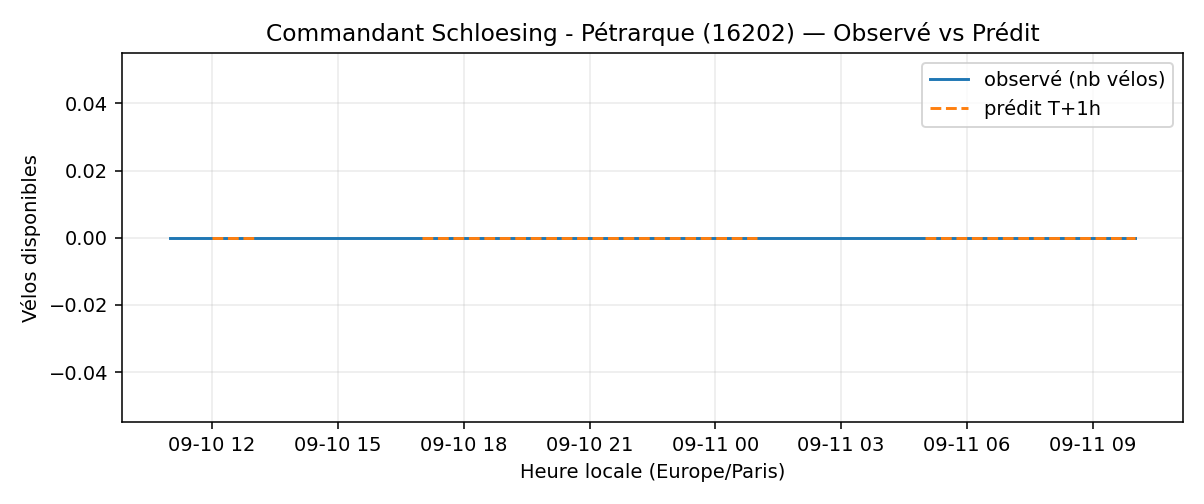 Commandant Schloesing - Pétrarque (16202) — Observé vs Prédit
observé (nb vélos)
prédit T+1h
Vélos disponibles
0.04
0.02
0.00
−0.02
−0.04
09-10 12
09-10 15
09-10 18
09-10 21
09-11 00
09-11 03
09-11 06
09-11 09
Heure locale (Europe/Paris)